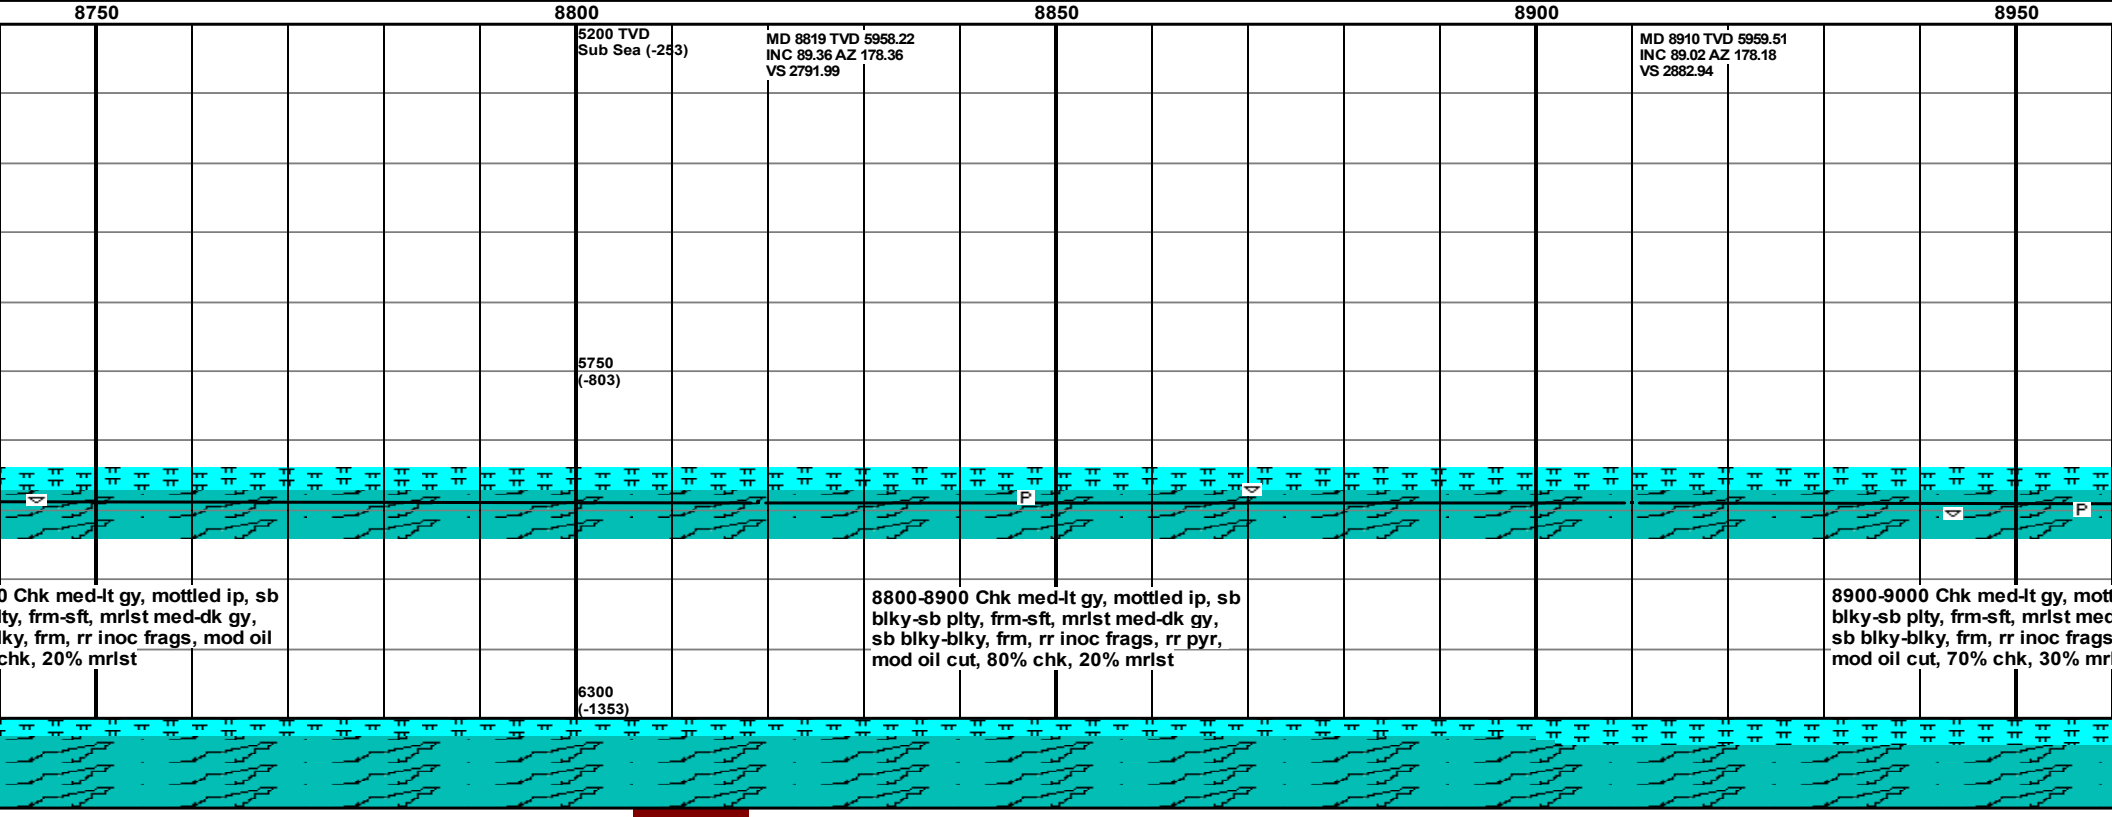 8750 8800 8850 8900 8950
5200 TVD
Sub Sea (-253)
MD 8819 TVD 5958.22
INC 89.36 AZ 178.36
VS 2791.99
MD 8910 TVD 5959.51
INC 89.02 AZ 178.18
VS 2882.94
5750
(-803)
P
P
0 Chk med-lt gy, mottled ip, sb
lty, frm-sft, mrlst med-dk gy,
lky, frm, rr inoc frags, mod oil
chk, 20% mrlst
8800-8900 Chk med-lt gy, mottled ip, sb
blky-sb plty, frm-sft, mrlst med-dk gy,
sb blky-blky, frm, rr inoc frags, rr pyr,
mod oil cut, 80% chk, 20% mrlst
8900-9000 Chk med-lt gy, mott
blky-sb plty, frm-sft, mrlst med
sb blky-blky, frm, rr inoc frags
mod oil cut, 70% chk, 30% mrl
6300
(-1353)